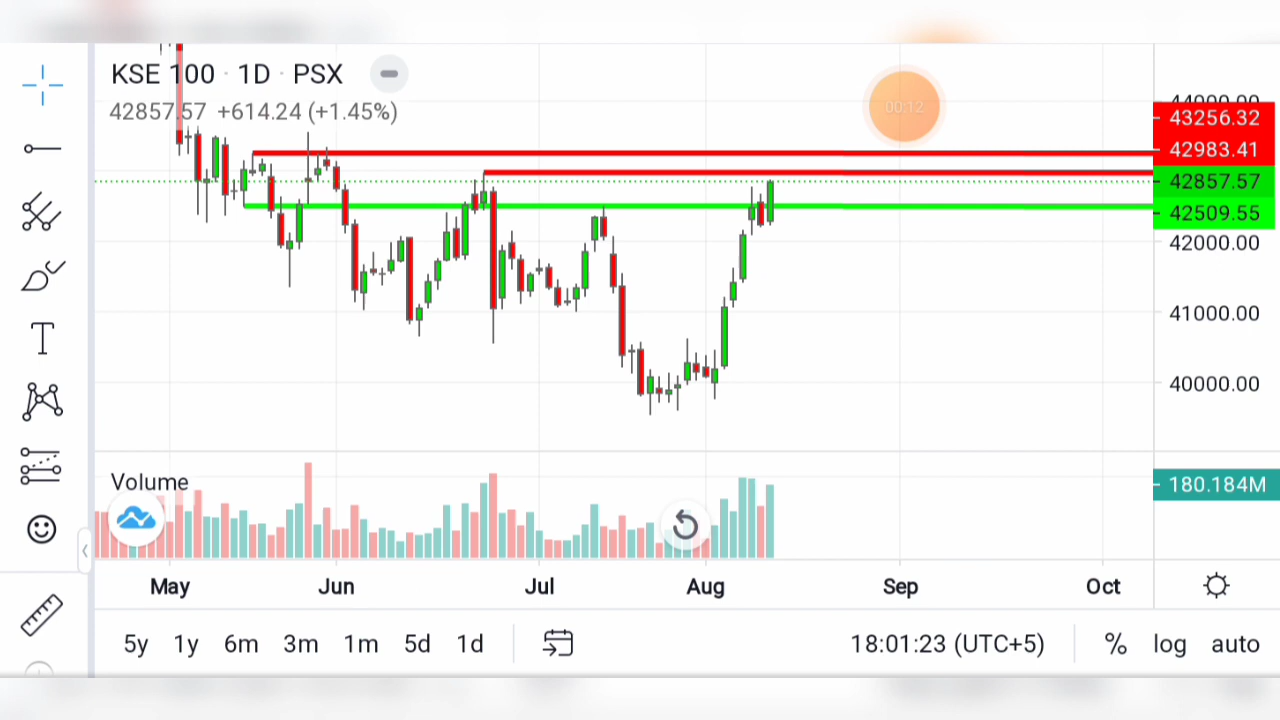 KSE 100 · 1D · PSX
42857.57 +614.24 (+1.45%)
00:12
44000.00
43256.32
42983.41
42857.57
42509.55
42000.00
41000.00
40000.00
Volume
180.184M
May Jun Jul Aug Sep Oct
5y 1y 6m 3m 1m 5d 1d 18:01:23 (UTC+5) % log auto